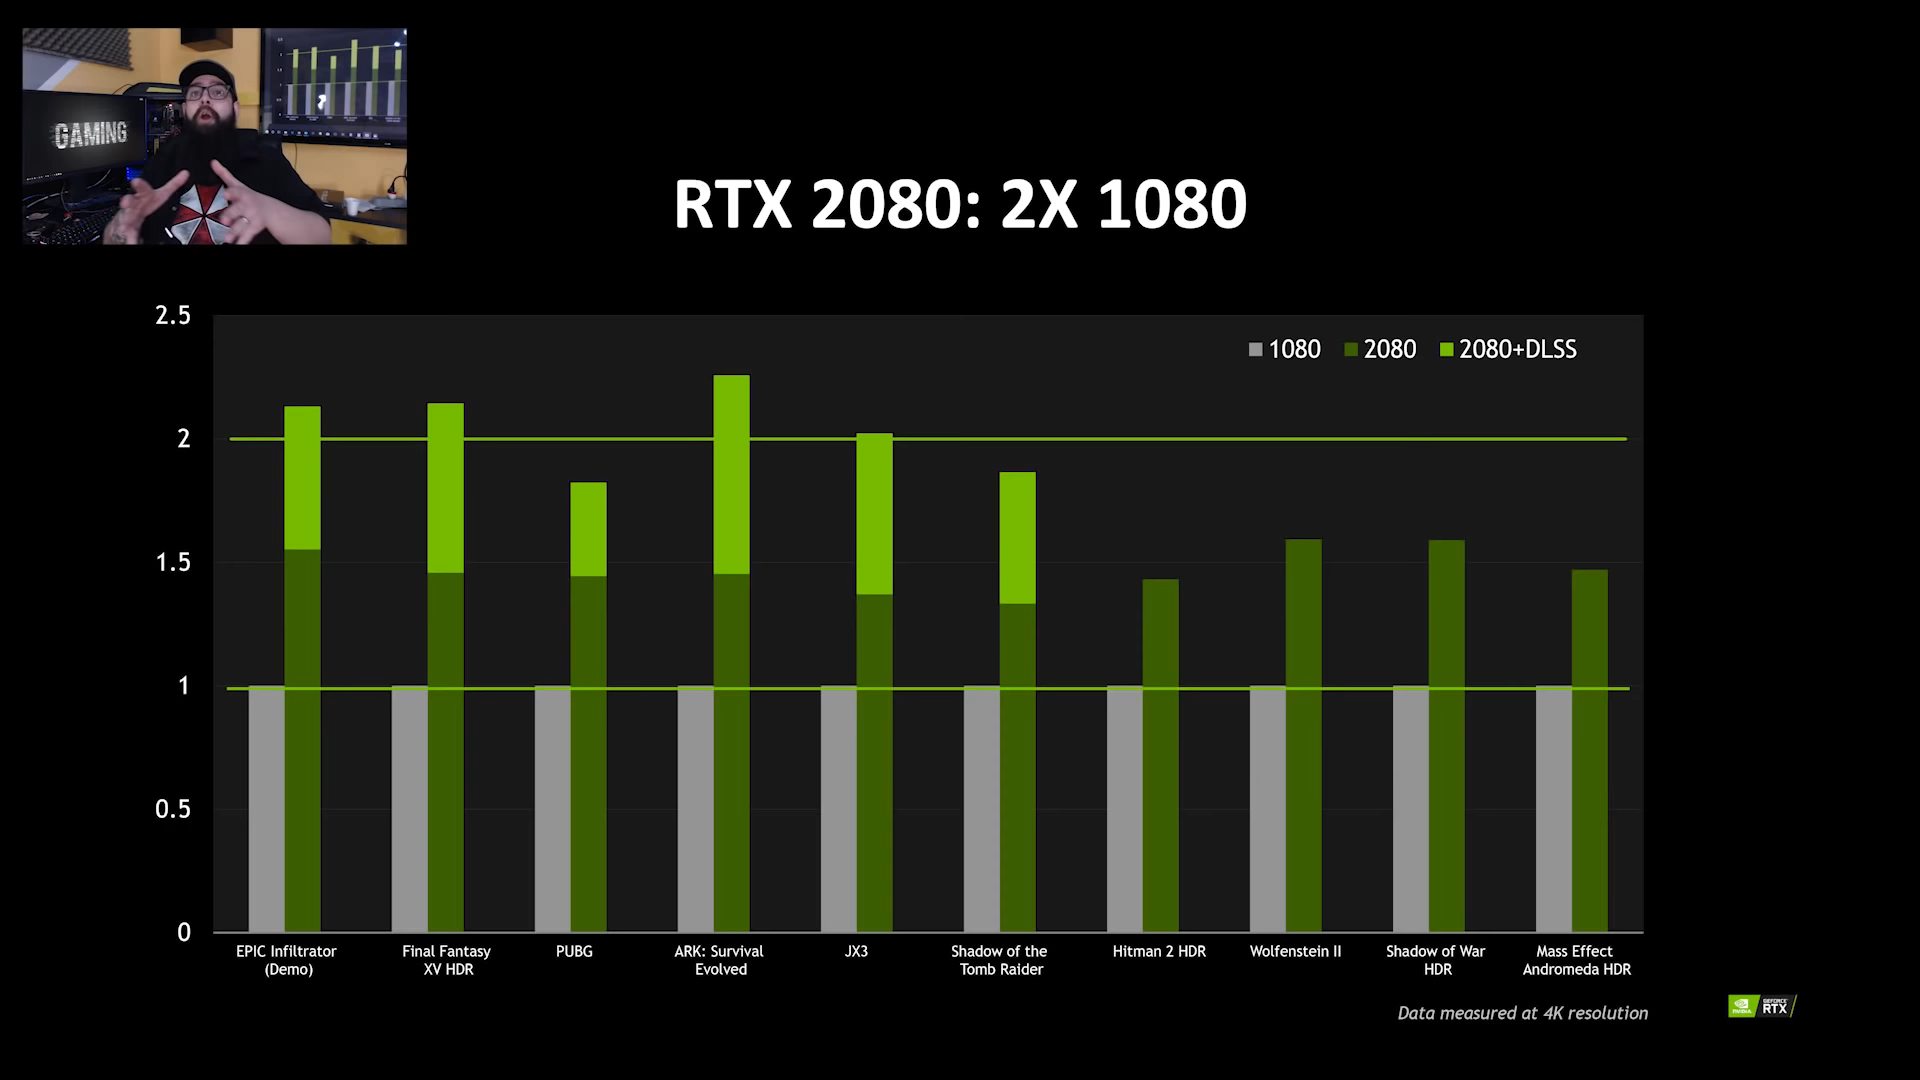 GAMING
RTX 2080: 2X 1080
2.5
1080 2080 2080+DLSS
2
1.5
1
0.5
0
EPIC Infiltrator
(Demo)
Final Fantasy
XV HDR
PUBG
ARK: Survival
Evolved
JX3
Shadow of the
Tomb Raider
Hitman 2 HDR
Wolfenstein II
Shadow of War
HDR
Mass Effect
Andromeda HDR
Data measured at 4K resolution
NVIDIA
GEFORCE
RTX